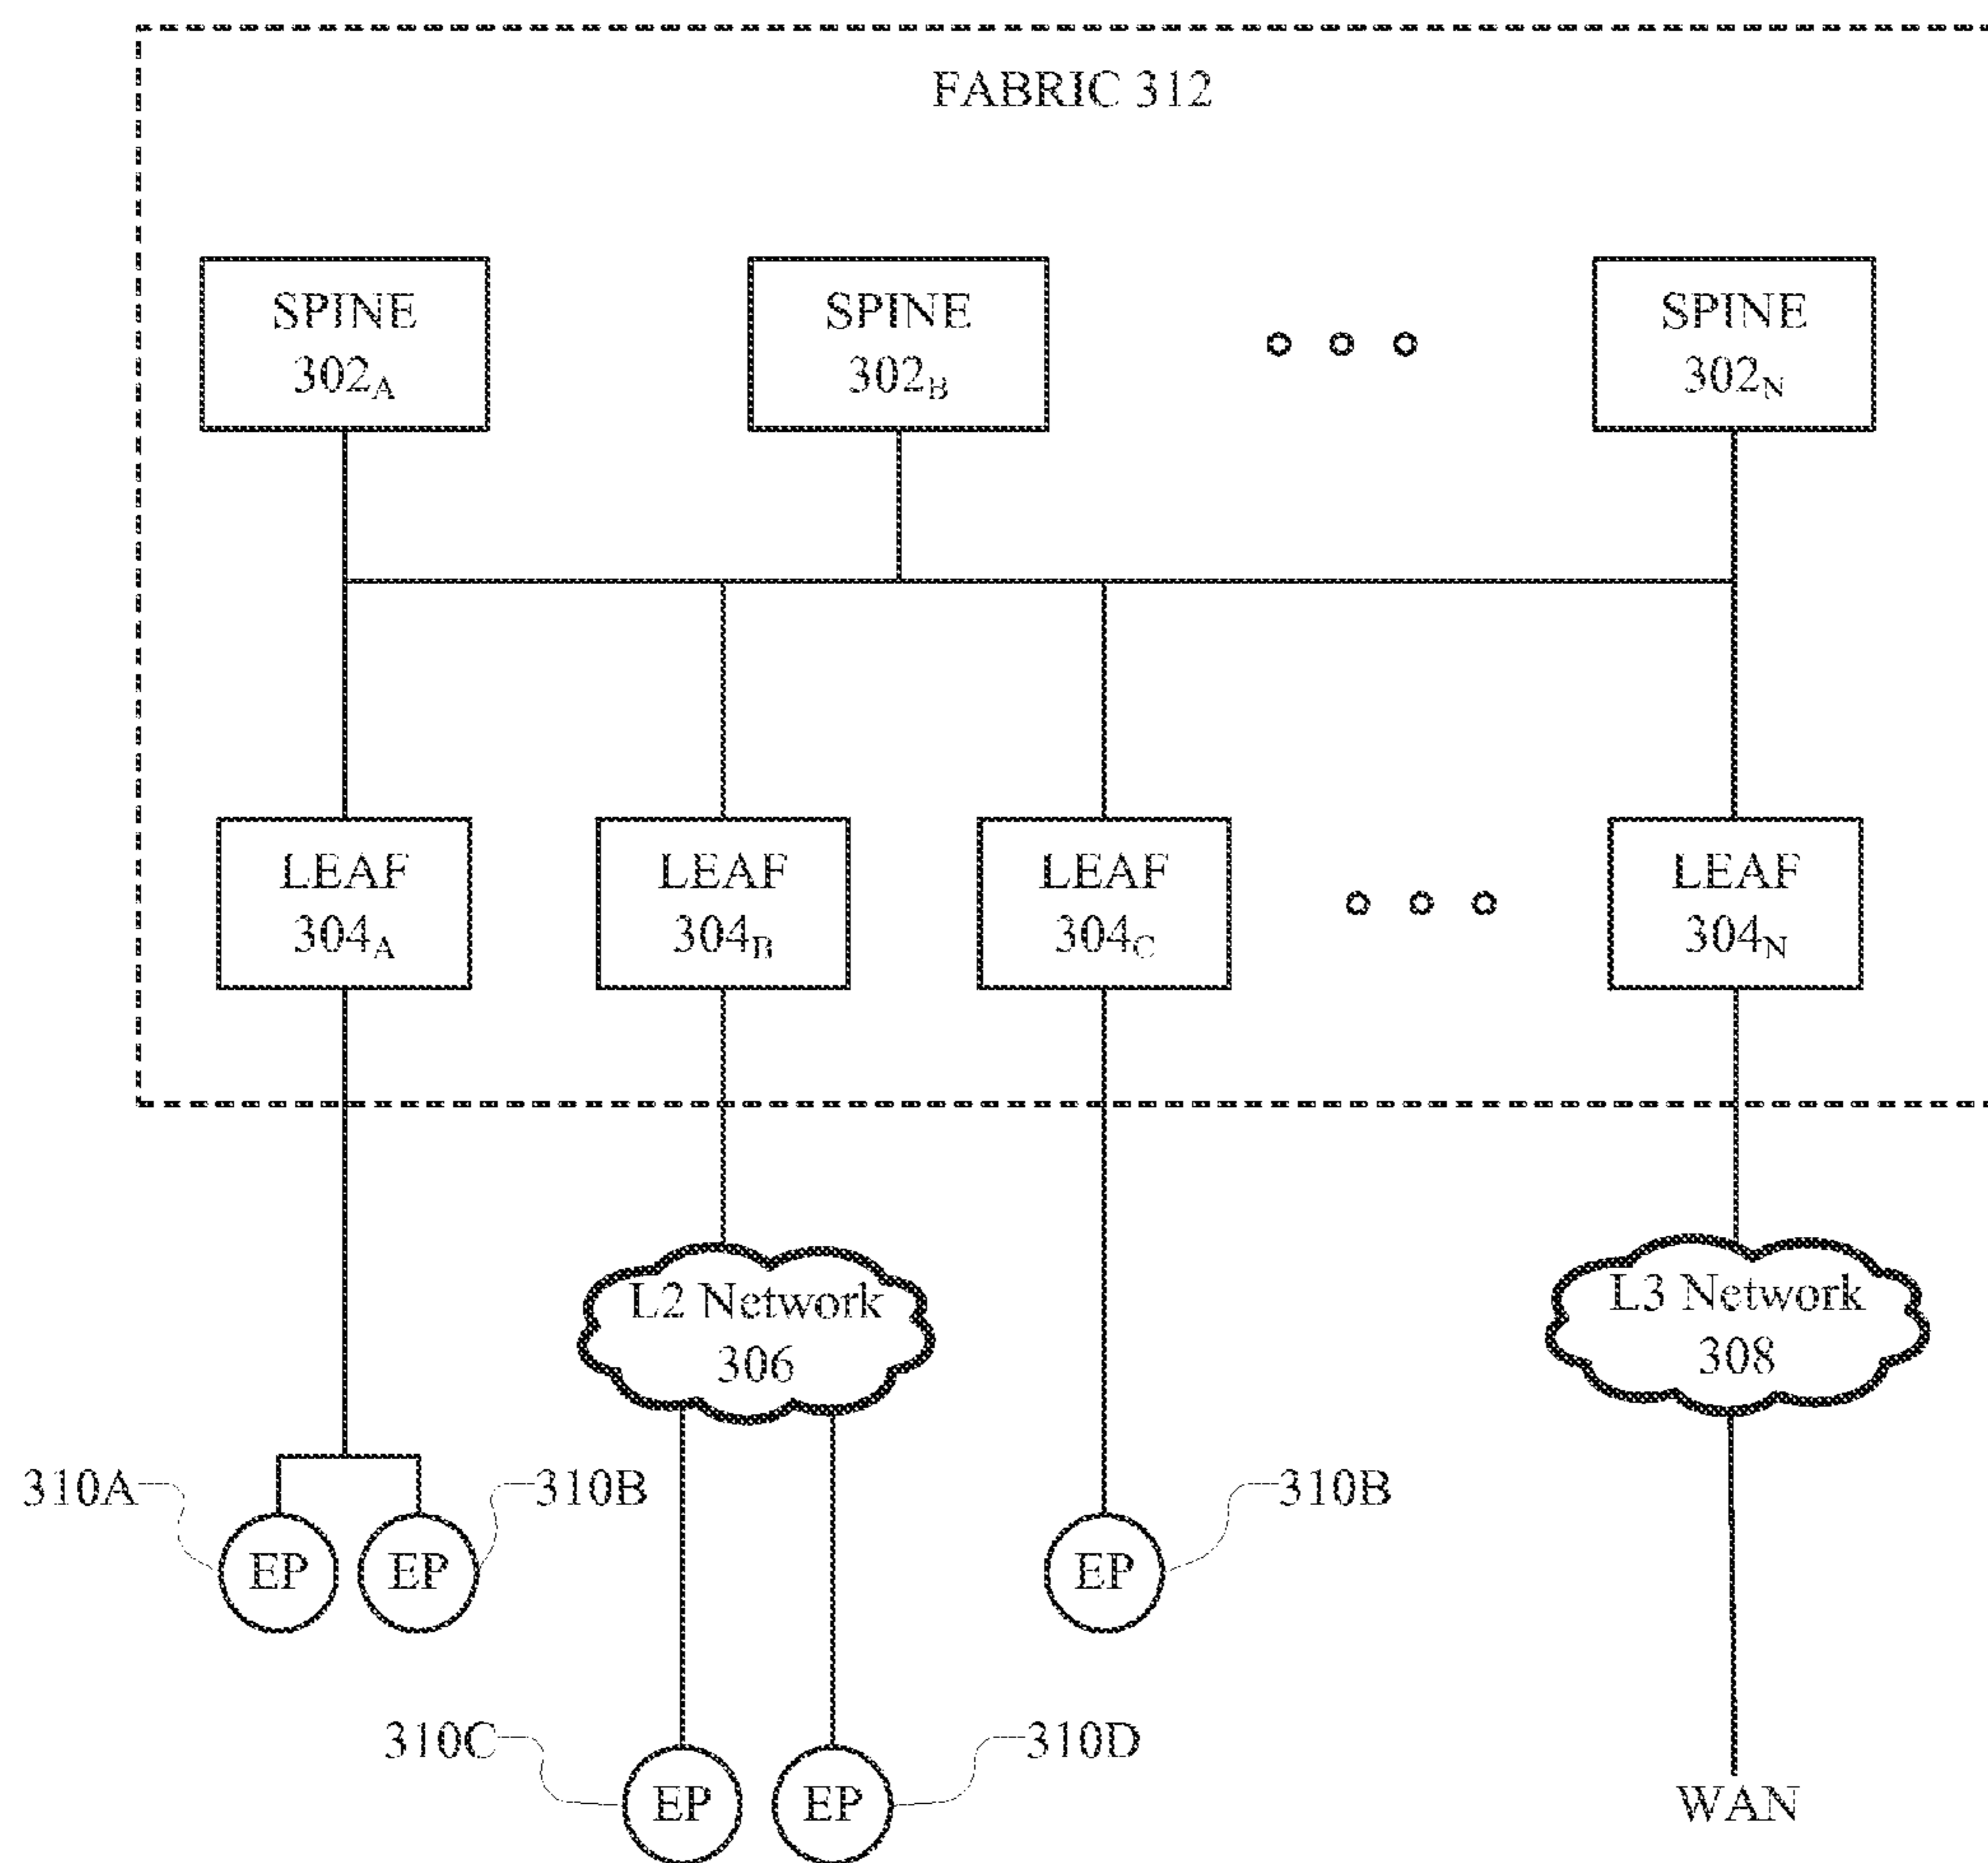 FABRIC 312
SPINE
302A
SPINE
302B
SPINE
302N
LEAF
304A
LEAF
304B
LEAF
304C
LEAF
304N
L2 Network
306
L3 Network
308
310A
310B
310B
EP
EP
EP
310C
310D
EP
EP
WAN